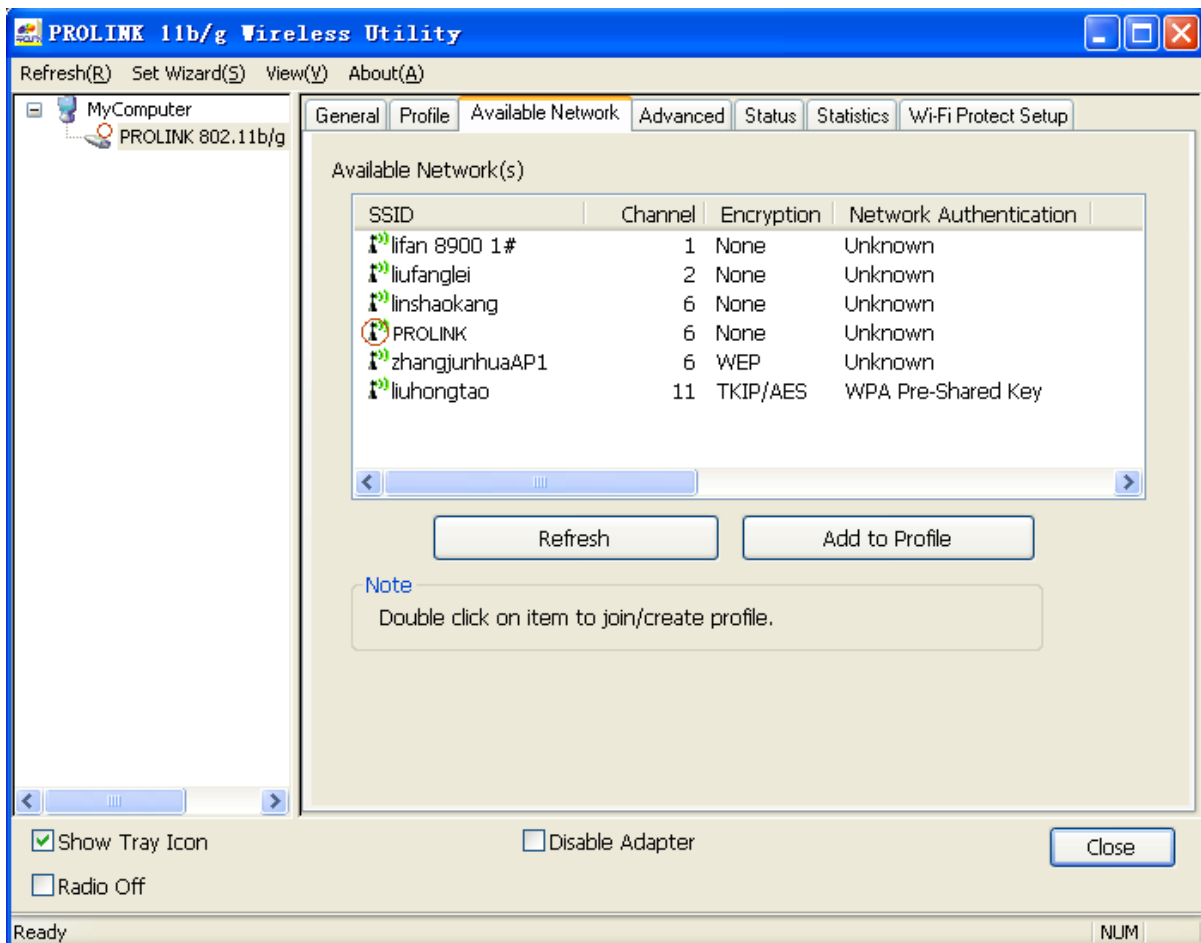 PROLINK 11b/g Wireless Utility
Refresh(R) Set Wizard(S) View(V) About(A)
MyComputer
PROLINK 802.11b/g
General Profile Available Network Advanced Status Statistics Wi-Fi Protect Setup
Available Network(s)
SSID Channel Encryption Network Authentication
lifan 8900 1# 1 None Unknown
liufanglei 2 None Unknown
linshaokang 6 None Unknown
PROLINK 6 None Unknown
zhangjunhuaAP1 6 WEP Unknown
liuhongtao 11 TKIP/AES WPA Pre-Shared Key
Refresh Add to Profile
Note
Double click on item to join/create profile.
Show Tray Icon Disable Adapter Close
Radio Off
Ready NUM